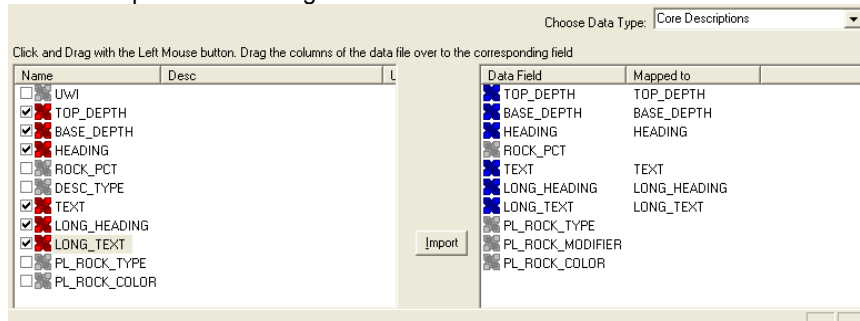 Choose Data Type: Core Descriptions
Click and Drag with the Left Mouse button. Drag the columns of the data file over to the corresponding field
Name Desc
UWI
TOP_DEPTH
BASE_DEPTH
HEADING
ROCK_PCT
DESC_TYPE
TEXT
LONG_HEADING
LONG_TEXT
PL_ROCK_TYPE
PL_ROCK_COLOR
Import
Data Field Mapped to
TOP_DEPTH TOP_DEPTH
BASE_DEPTH BASE_DEPTH
HEADING HEADING
ROCK_PCT
TEXT TEXT
LONG_HEADING LONG_HEADING
LONG_TEXT LONG_TEXT
PL_ROCK_TYPE
PL_ROCK_MODIFIER
PL_ROCK_COLOR